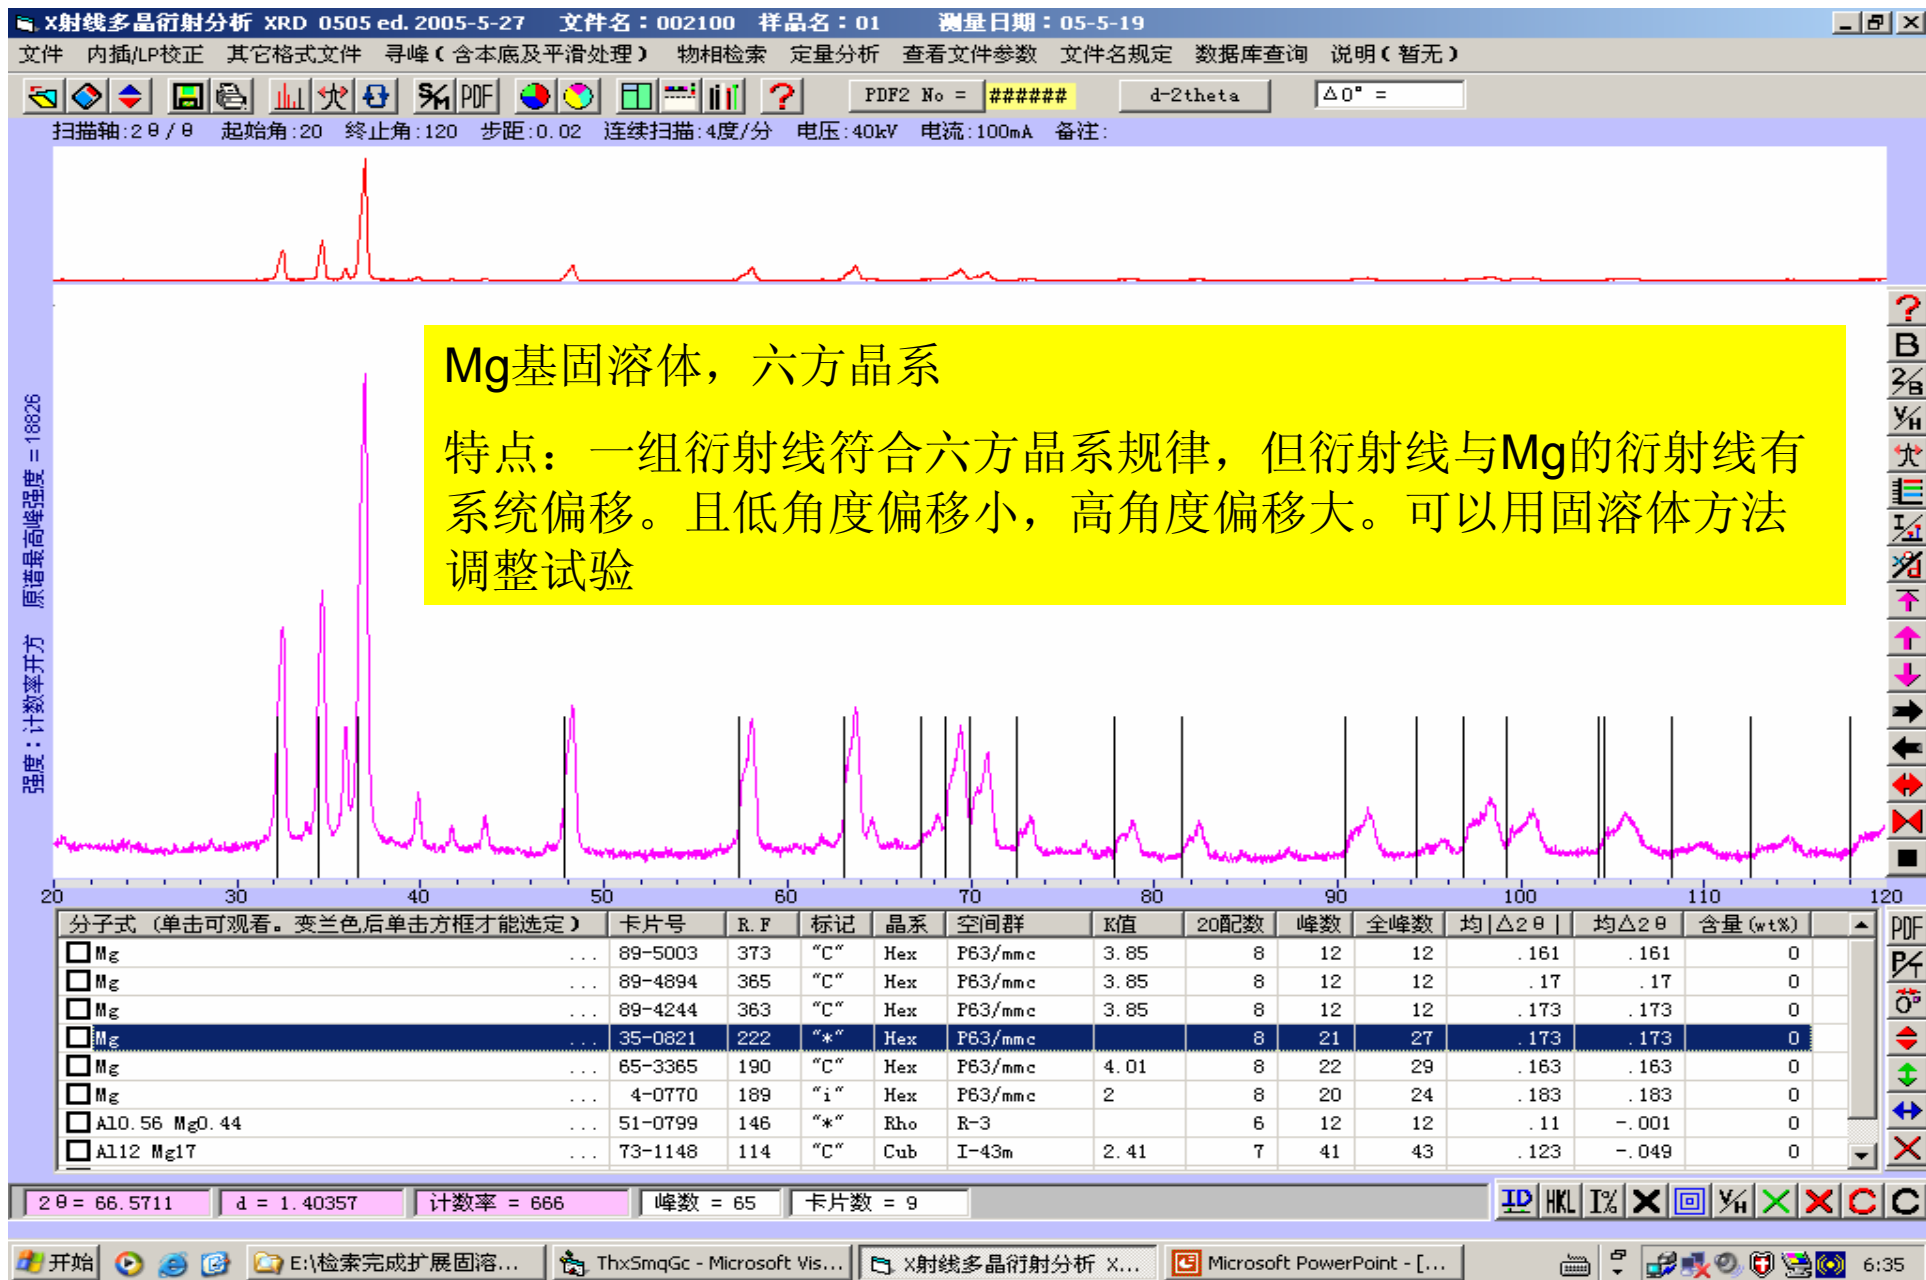 X射线多晶衍射分析 XRD 0505 ed. 2005-5-27 文件名：002100 样品名：01 测量日期：05-5-19
文件 内插/LP校正 其它格式文件 寻峰(含本底及平滑处理) 物相检索 定量分析 查看文件参数 文件名规定 数据库查询 说明(暂无)
S/M PDF ? PDF2 No = ###### d-2theta △0° =
扫描轴:2θ/θ 起始角:20 终止角:120 步距:0.02 连续扫描:4度/分 电压:40kV 电流:100mA 备注:
Mg基固溶体，六方晶系
特点：一组衍射线符合六方晶系规律，但衍射线与Mg的衍射线有
系统偏移。且低角度偏移小，高角度偏移大。可以用固溶体方法
调整试验
强度：计数率开方 原谱最高峰强度 = 18826
20 30 40 50 60 70 80 90 100 110 120
分子式 (单击可观看。变兰色后单击方框才能选定) 卡片号 R.F 标记 晶系 空间群 K值 20配数 峰数 全峰数 均|△2θ| 均△2θ 含量(wt%)
Mg ... 89-5003 373 "C" Hex P63/mmc 3.85 8 12 12 .161 .161 0
Mg ... 89-4894 365 "C" Hex P63/mmc 3.85 8 12 12 .17 .17 0
Mg ... 89-4244 363 "C" Hex P63/mmc 3.85 8 12 12 .173 .173 0
Mg ... 35-0821 222 "*" Hex P63/mmc 8 21 27 .173 .173 0
Mg ... 65-3365 190 "C" Hex P63/mmc 4.01 8 22 29 .163 .163 0
Mg ... 4-0770 189 "i" Hex P63/mmc 2 8 20 24 .183 .183 0
Al0.56 Mg0.44 ... 51-0799 146 "*" Rho R-3 6 12 12 .11 -.001 0
Al12 Mg17 ... 73-1148 114 "C" Cub I-43m 2.41 7 41 43 .123 -.049 0
?
B
2/B
Y/H
I/
x/d
PDF
P/T
2θ= 66.5711 d = 1.40357 计数率 = 666 峰数 = 65 卡片数 = 9 ID HKL I% Y/H C C
开始 E:\检索完成扩展固溶... ThxSmqGc - Microsoft Vis... X射线多晶衍射分析 X... Microsoft PowerPoint - [... 6:35